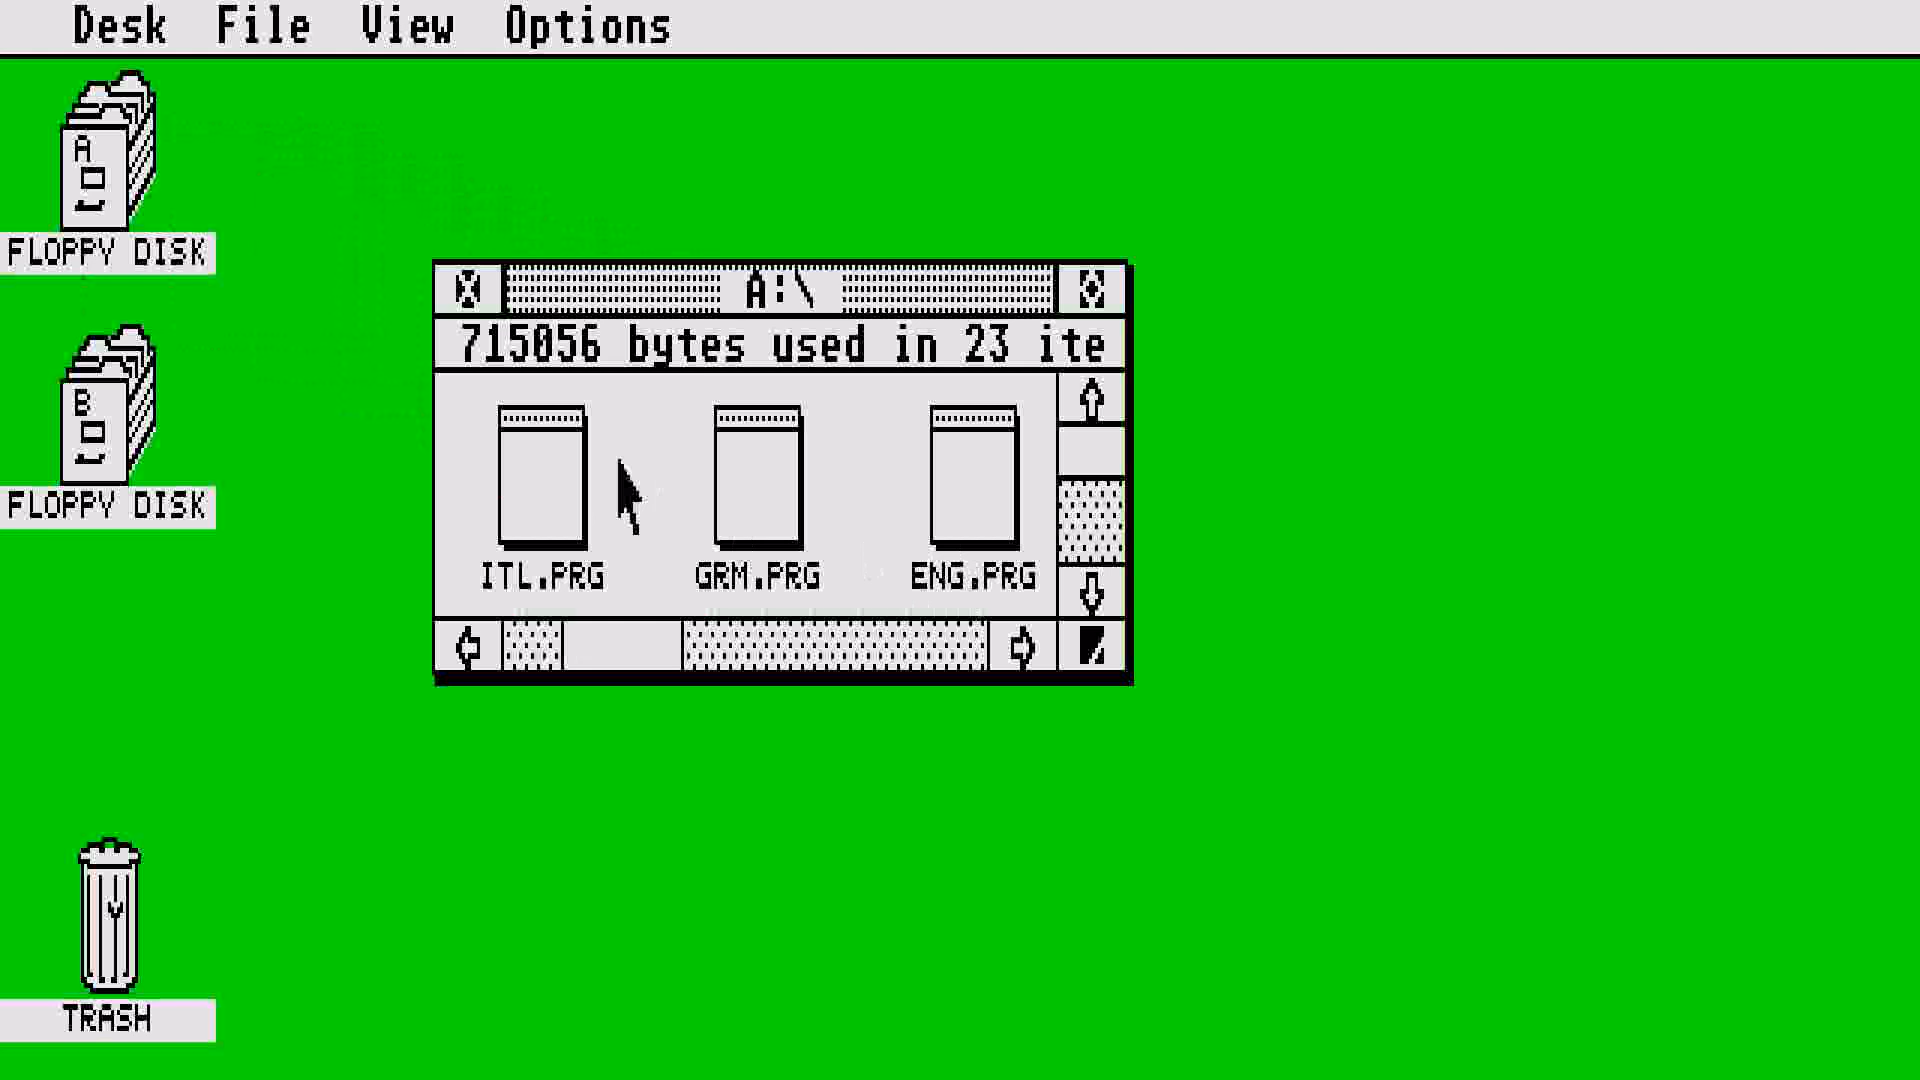 Desk File View Options
A
FLOPPY DISK
B
FLOPPY DISK
A:\
715056 bytes used in 23 ite
ITL.PRG GRM.PRG ENG.PRG
TRASH